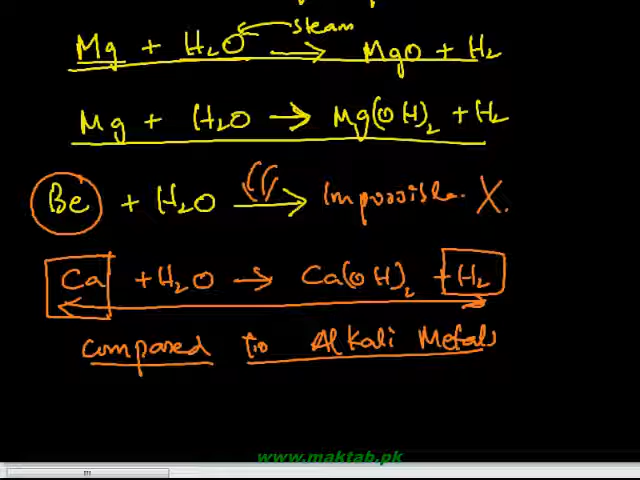 steam
Mg + H2O → MgO + H2
Mg + H2O → Mg(OH)2 + H2
Be + H2O → Impossible X
Ca + H2O → Ca(OH)2 + H2
compared to Alkali Metals
www.maktab.pk